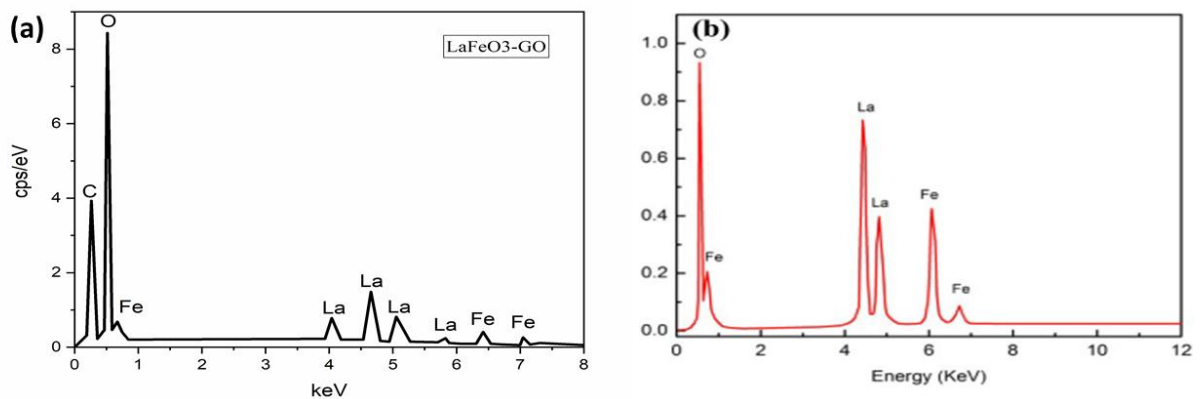 (a)
LaFeO3-GO
O
C
Fe
La
La
La
La
Fe
Fe
8
6
4
2
0
cps/eV
0 1 2 3 4 5 6 7 8
keV
(b)
O
Fe
La
La
Fe
Fe
1.0
0.8
0.6
0.4
0.2
0.0
0 2 4 6 8 10 12
Energy (KeV)